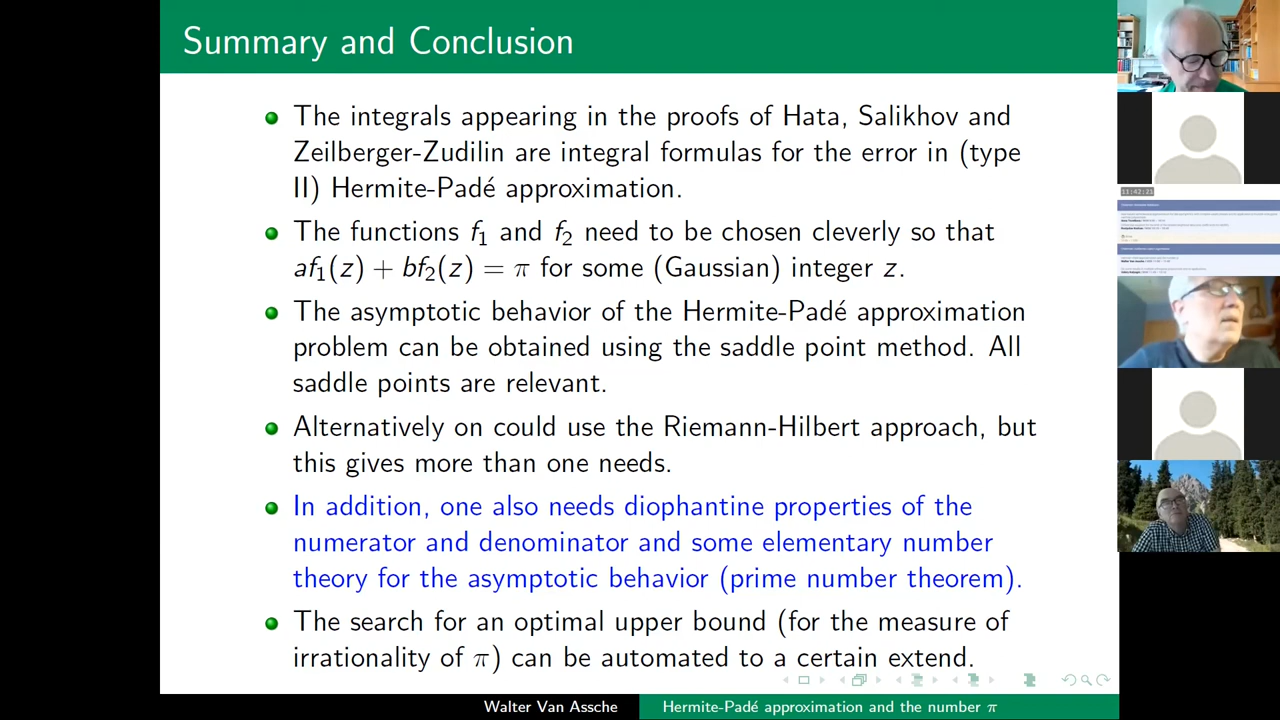 Summary and Conclusion
The integrals appearing in the proofs of Hata, Salikhov and
Zeilberger-Zudilin are integral formulas for the error in (type
II) Hermite-Padé approximation.
The functions f₁ and f₂ need to be chosen cleverly so that
af₁(z) + bf₂(z) = π for some (Gaussian) integer z.
The asymptotic behavior of the Hermite-Padé approximation
problem can be obtained using the saddle point method. All
saddle points are relevant.
Alternatively on could use the Riemann-Hilbert approach, but
this gives more than one needs.
In addition, one also needs diophantine properties of the
numerator and denominator and some elementary number
theory for the asymptotic behavior (prime number theorem).
The search for an optimal upper bound (for the measure of
irrationality of π) can be automated to a certain extend.
Walter Van Assche
Hermite-Padé approximation and the number π
11:42:21